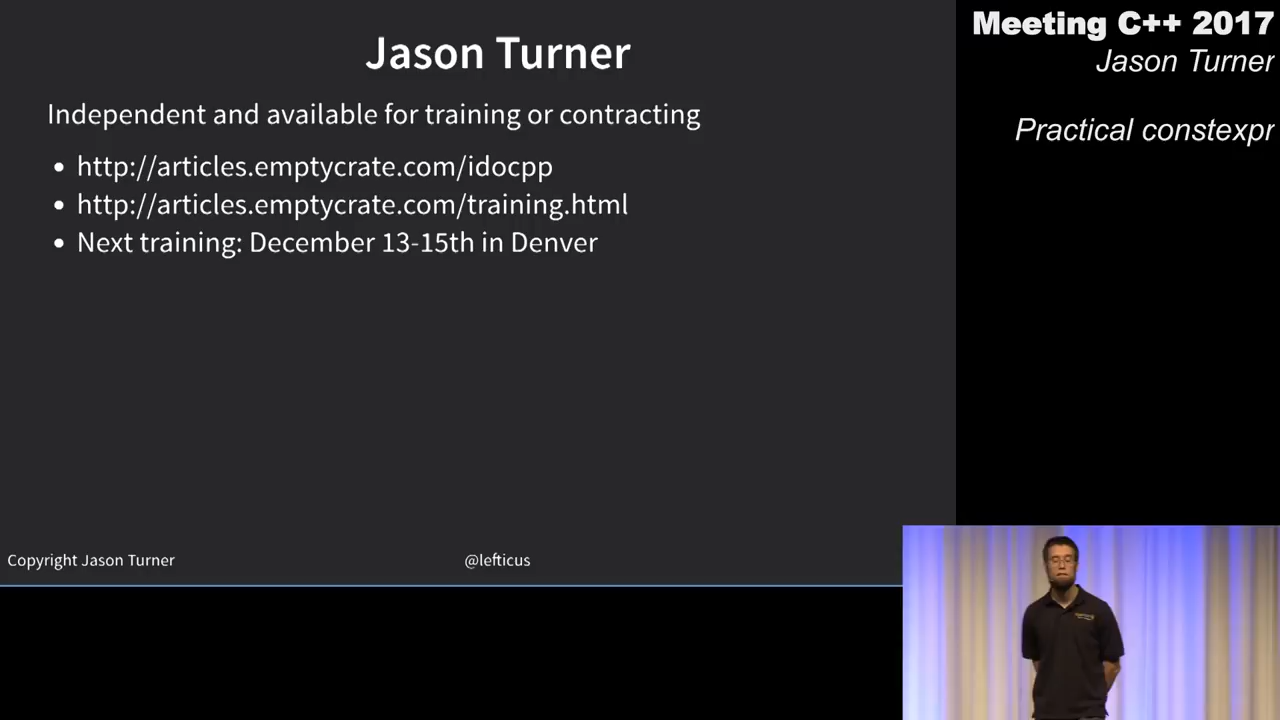 Jason Turner
Independent and available for training or contracting
• http://articles.emptycrate.com/idocpp
• http://articles.emptycrate.com/training.html
• Next training: December 13-15th in Denver
Copyright Jason Turner
@lefticus
Meeting C++ 2017
Jason Turner
Practical constexpr